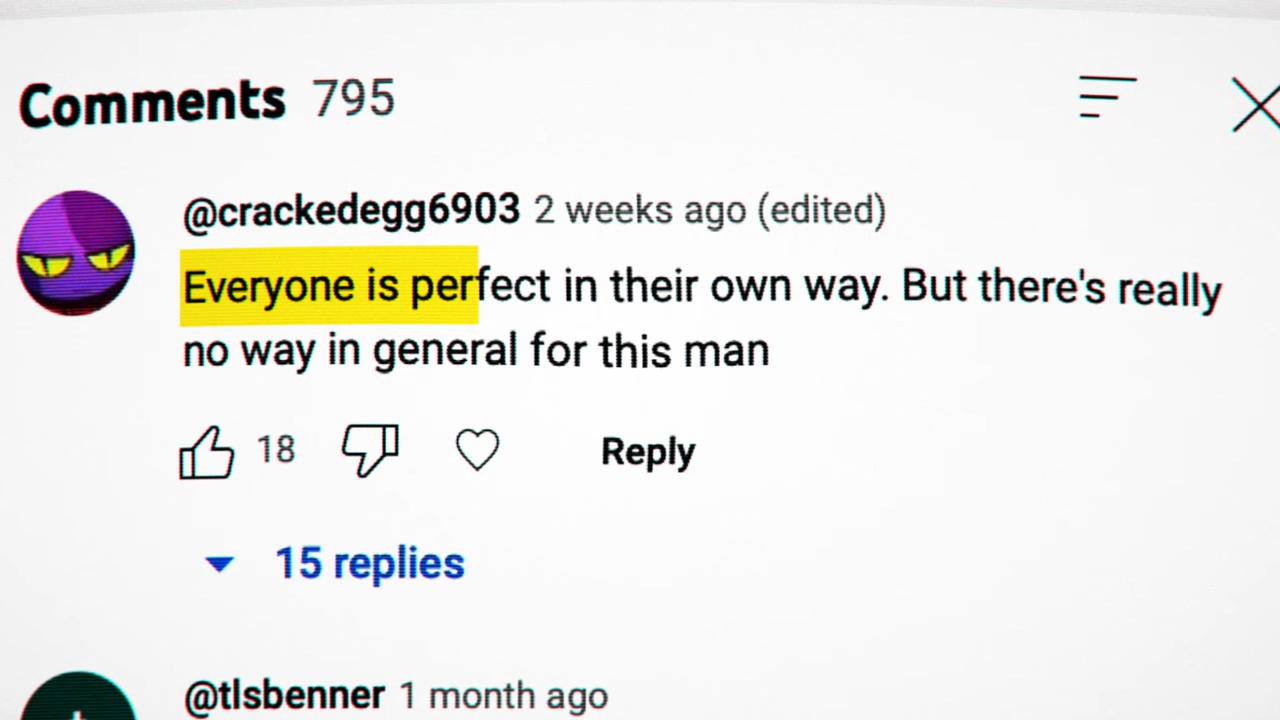 Comments 795
@crackedegg6903 2 weeks ago (edited)
Everyone is perfect in their own way. But there's really
no way in general for this man
18
Reply
15 replies
@tlsbenner 1 month ago